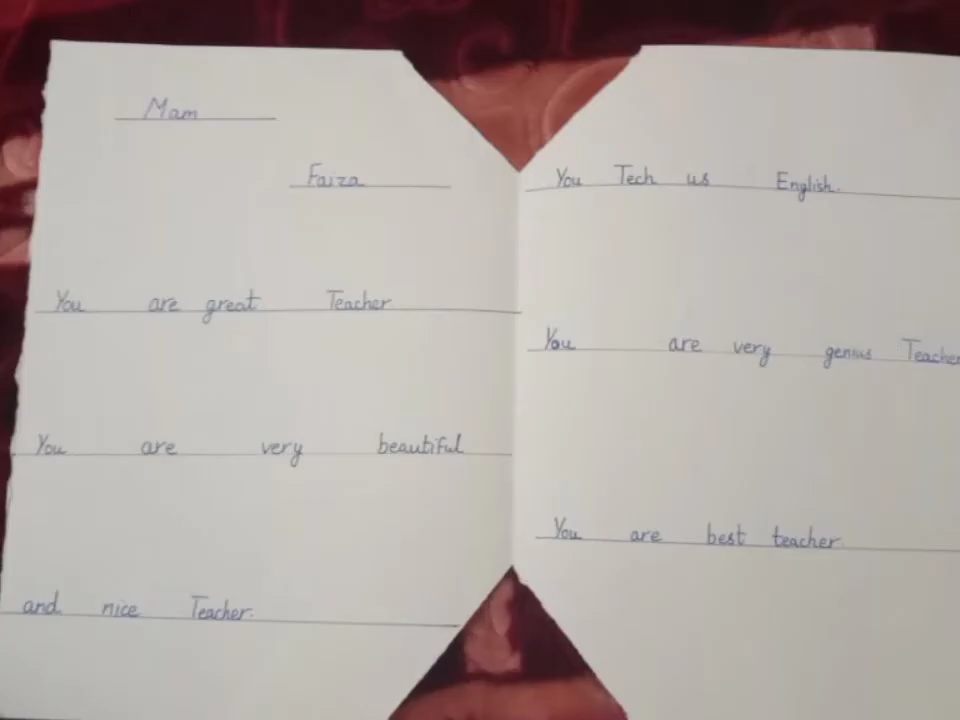 Mam
Faiza
You are great Teacher
You are very beautiful
and nice Teacher.
You Tech us English.
You are very genius Teacher
You are best teacher.